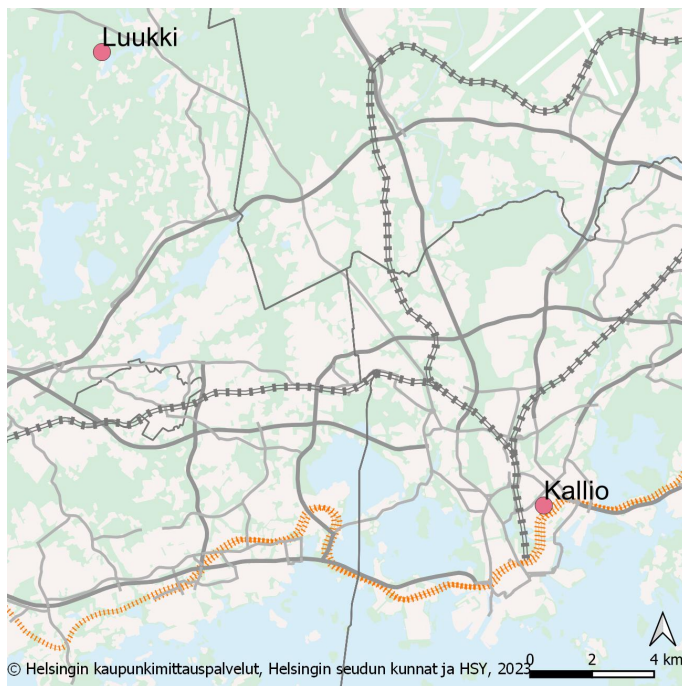 Luukki
Kallio
© Helsingin kaupunkimittauspalvelut, Helsingin seudun kunnat ja HSY, 2023
0 2 4 km